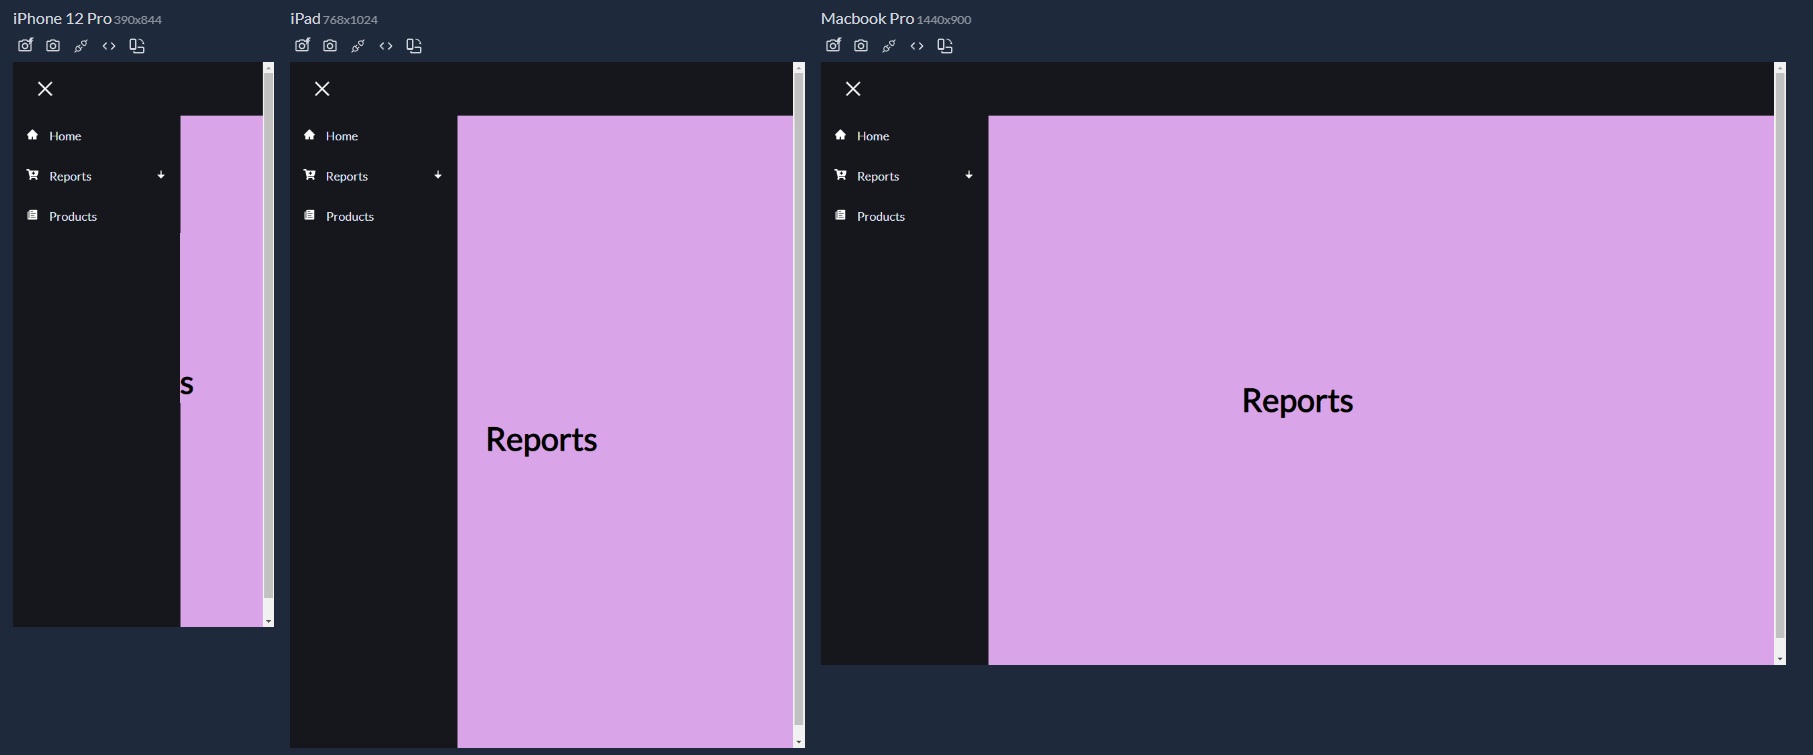 iPhone 12 Pro 390x844
Home
Reports
Products
s
iPad 768x1024
Home
Reports
Products
Reports
Macbook Pro 1440x900
Home
Reports
Products
Reports